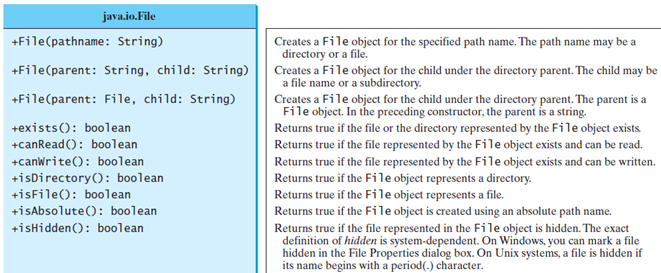 java.io.File
+File(pathname: String)
Creates a File object for the specified path name. The path name may be a
directory or a file.
+File(parent: String, child: String)
Creates a File object for the child under the directory parent. The child may be
a file name or a subdirectory.
+File(parent: File, child: String)
Creates a File object for the child under the directory parent. The parent is a
File object. In the preceding constructor, the parent is a string.
+exists(): boolean
Returns true if the file or the directory represented by the File object exists.
+canRead(): boolean
Returns true if the file represented by the File object exists and can be read.
+canWrite(): boolean
Returns true if the file represented by the File object exists and can be written.
+isDirectory(): boolean
Returns true if the File object represents a directory.
+isFile(): boolean
Returns true if the File object represents a file.
+isAbsolute(): boolean
Returns true if the File object is created using an absolute path name.
+isHidden(): boolean
Returns true if the file represented in the File object is hidden. The exact
definition of hidden is system-dependent. On Windows, you can mark a file
hidden in the File Properties dialog box. On Unix systems, a file is hidden if
its name begins with a period(.) character.